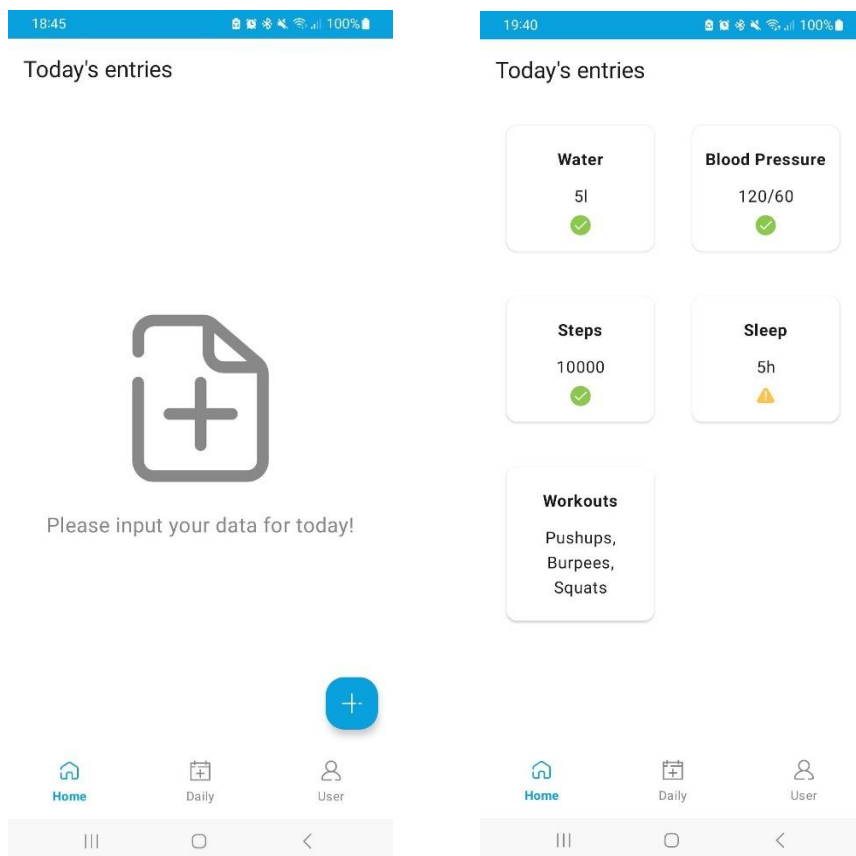 18:45
100%
Today's entries
Please input your data for today!
Home
Daily
User
19:40
100%
Today's entries
Water
5l
Blood Pressure
120/60
Steps
10000
Sleep
5h
Workouts
Pushups,
Burpees,
Squats
Home
Daily
User